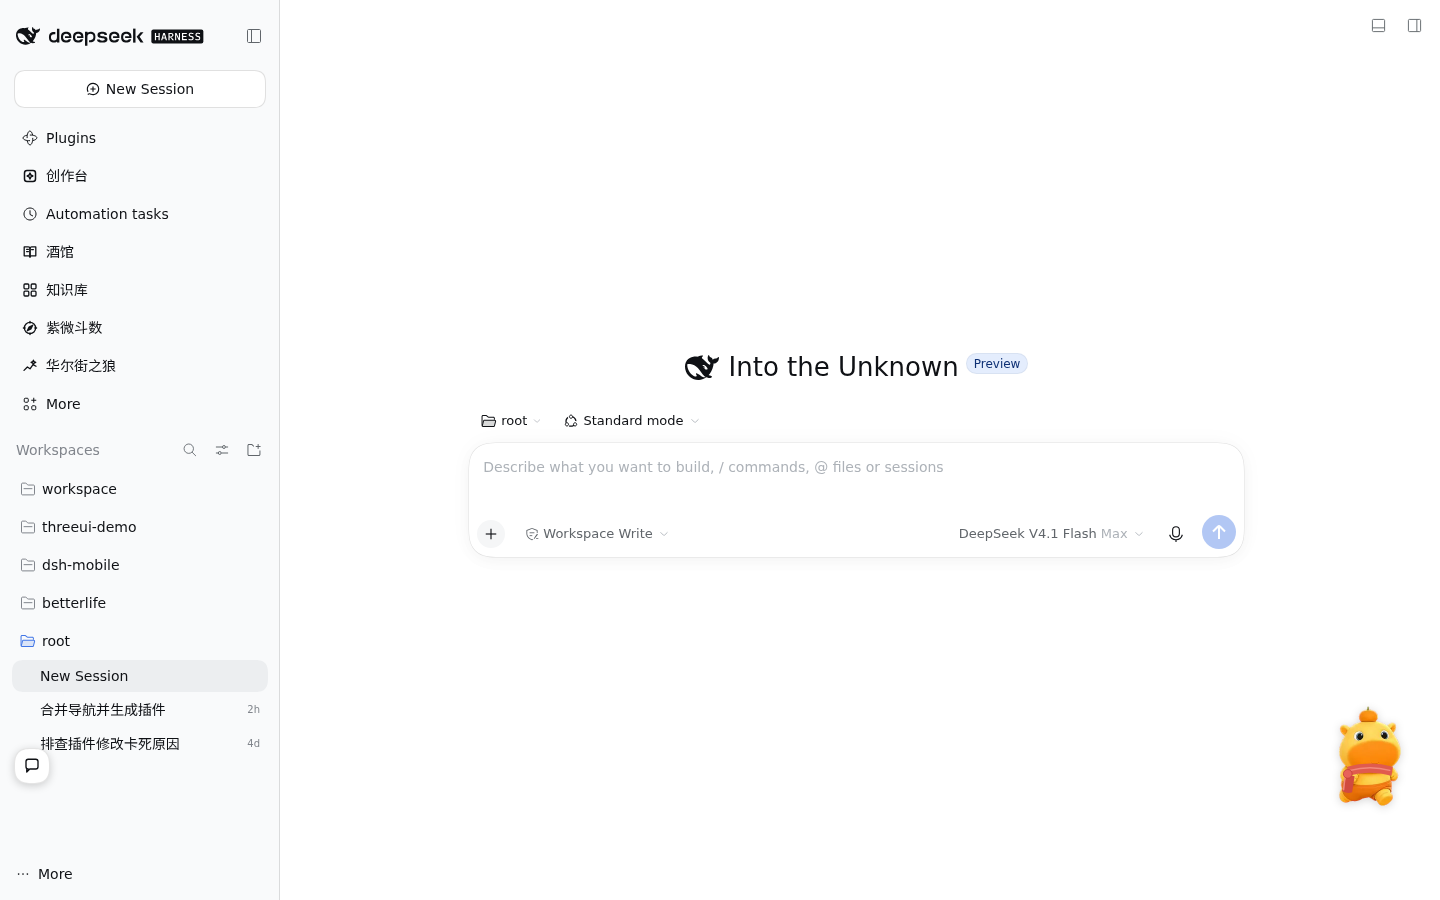 deepseek HARNESS
New Session
Plugins
创作台
Automation tasks
酒馆
知识库
紫微斗数
华尔街之狼
More
Workspaces
workspace
threeui-demo
dsh-mobile
betterlife
root
New Session
合并导航并生成插件 2h
排查插件修改卡死原因 4d
More
Into the Unknown Preview
root Standard mode
Describe what you want to build, / commands, @ files or sessions
Workspace Write DeepSeek V4.1 Flash Max